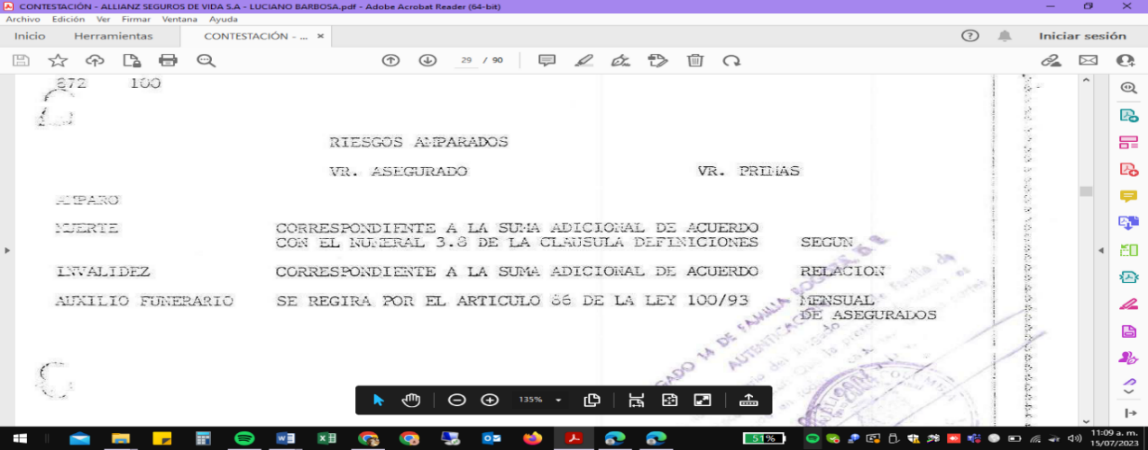 CONTESTACIÓN - ALLIANZ SEGUROS DE VIDA S.A - LUCIANO BARBOSA.pdf - Adobe Acrobat Reader (64-bit)
Archivo Edición Ver Firmar Ventana Ayuda
Inicio Herramientas CONTESTACIÓN - ... × Iniciar sesión
29 / 90
872 100
RIESGOS AMPARADOS
VR. ASEGURADO VR. PRIMAS
AMPARO
MUERTE CORRESPONDIENTE A LA SUMA ADICIONAL DE ACUERDO
CON EL NUMERAL 3.8 DE LA CLAUSULA DEFINICIONES SEGUN
INVALIDEZ CORRESPONDIENTE A LA SUMA ADICIONAL DE ACUERDO RELACION
AUXILIO FUNERARIO SE REGIRA POR EL ARTICULO 86 DE LA LEY 100/93 MENSUAL
DE ASEGURADOS
14 DE FAMILIA
135%
51%
11:09 a. m.
15/07/2023